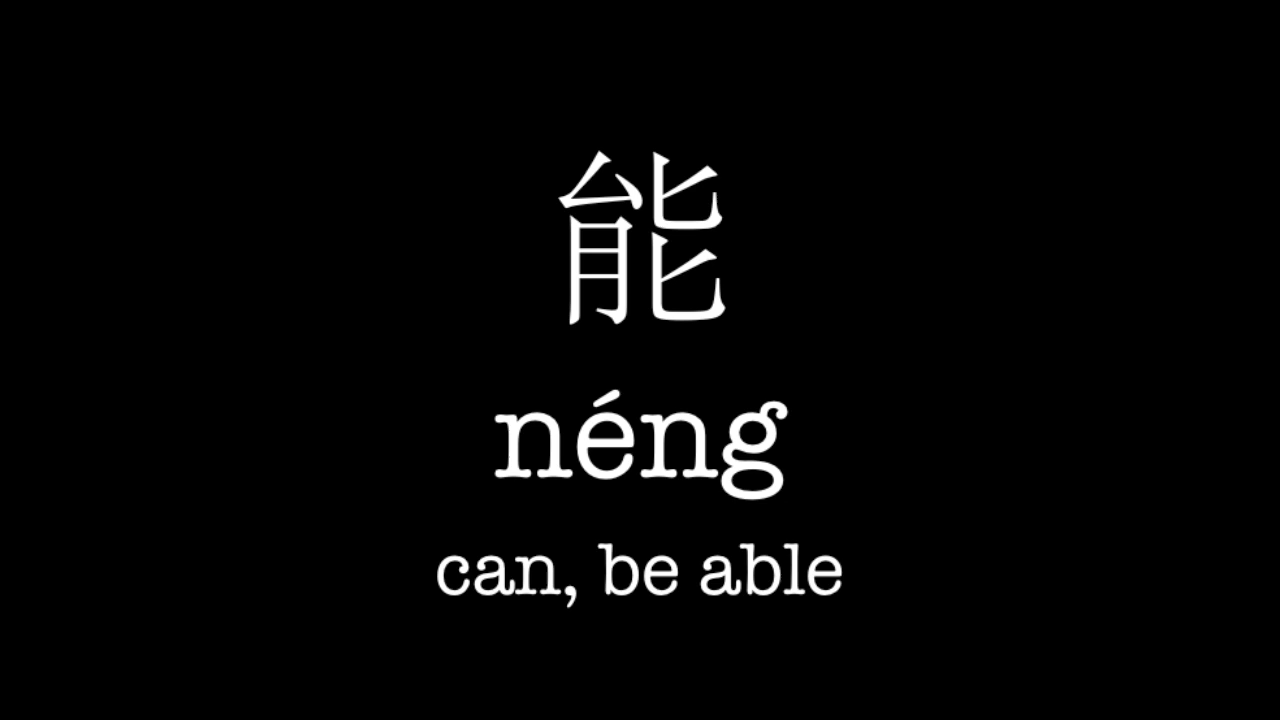 能
néng
can, be able